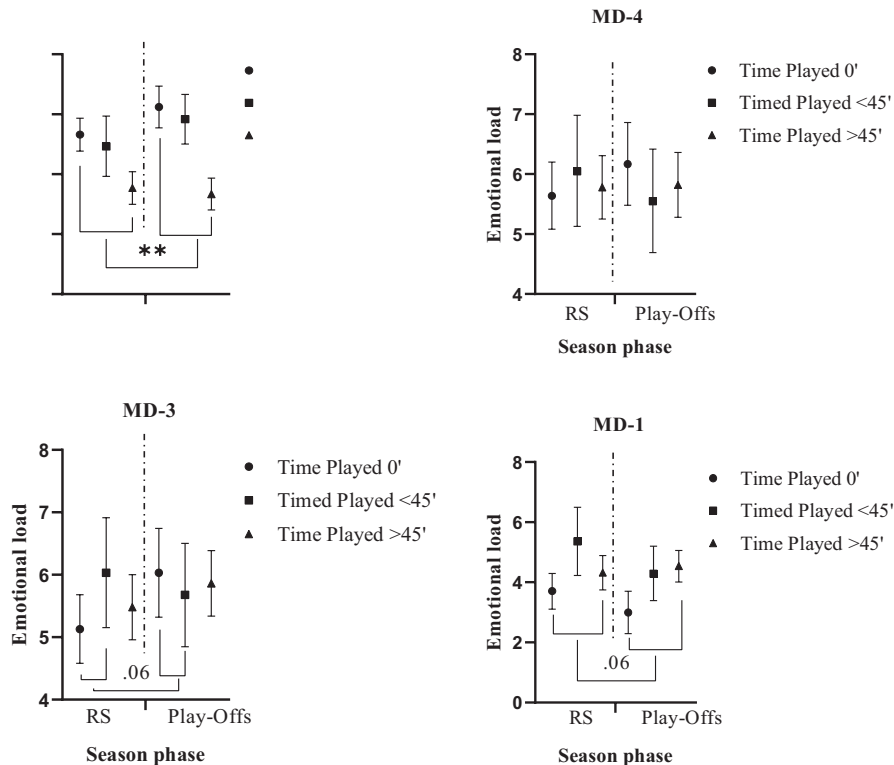 **
MD-4
8
7
6
5
4
Emotional load
Time Played 0'
Timed Played <45'
Time Played >45'
RS
Play-Offs
Season phase
MD-3
8
7
6
5
4
Emotional load
Time Played 0'
Timed Played <45'
Time Played >45'
.06
RS
Play-Offs
Season phase
MD-1
8
6
4
2
0
Emotional load
Time Played 0'
Timed Played <45'
Time Played >45'
.06
RS
Play-Offs
Season phase